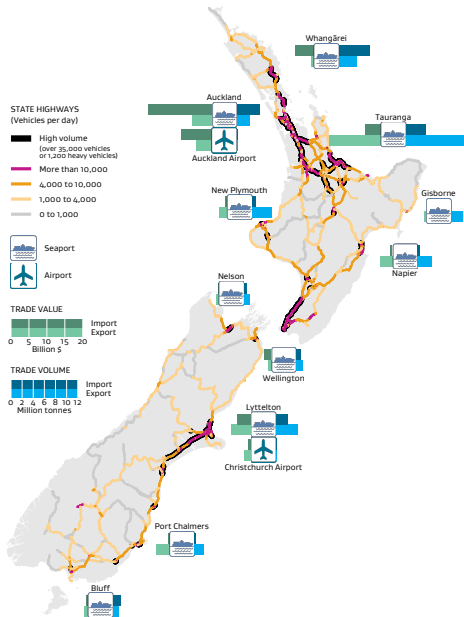 Whangārei
Auckland
Tauranga
Auckland Airport
New Plymouth
Gisborne
Napier
Nelson
Wellington
Lyttelton
Christchurch Airport
Port Chalmers
Bluff
STATE HIGHWAYS
(Vehicles per day)
High volume
(over 35,000 vehicles
or 1,200 heavy vehicles)
More than 10,000
4,000 to 10,000
1,000 to 4,000
0 to 1,000
Seaport
Airport
TRADE VALUE
Import
Export
0 5 10 15 20
Billion $
TRADE VOLUME
Import
Export
0 2 4 6 8 10 12
Million tonnes